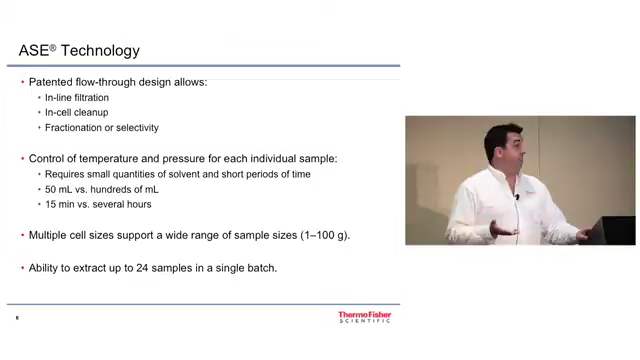 ASE® Technology
• Patented flow-through design allows:
• In-line filtration
• In-cell cleanup
• Fractionation or selectivity
• Control of temperature and pressure for each individual sample:
• Requires small quantities of solvent and short periods of time
• 50 mL vs. hundreds of mL
• 15 min vs. several hours
• Multiple cell sizes support a wide range of sample sizes (1–100 g).
• Ability to extract up to 24 samples in a single batch.
ThermoFisher
SCIENTIFIC